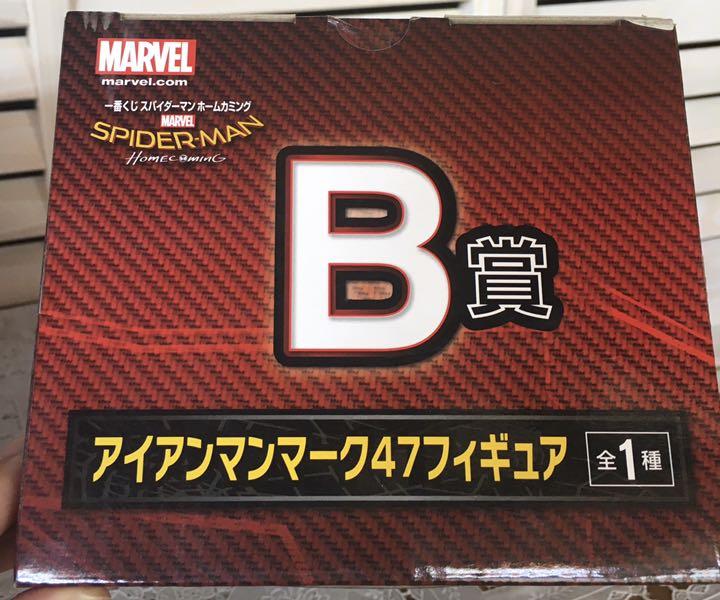 MARVEL
marvel.com
一番くじ スパイダーマン ホームカミング
MARVEL
SPIDER-MAN
HOMECOMING
B賞
アイアンマンマーク47フィギュア 全1種